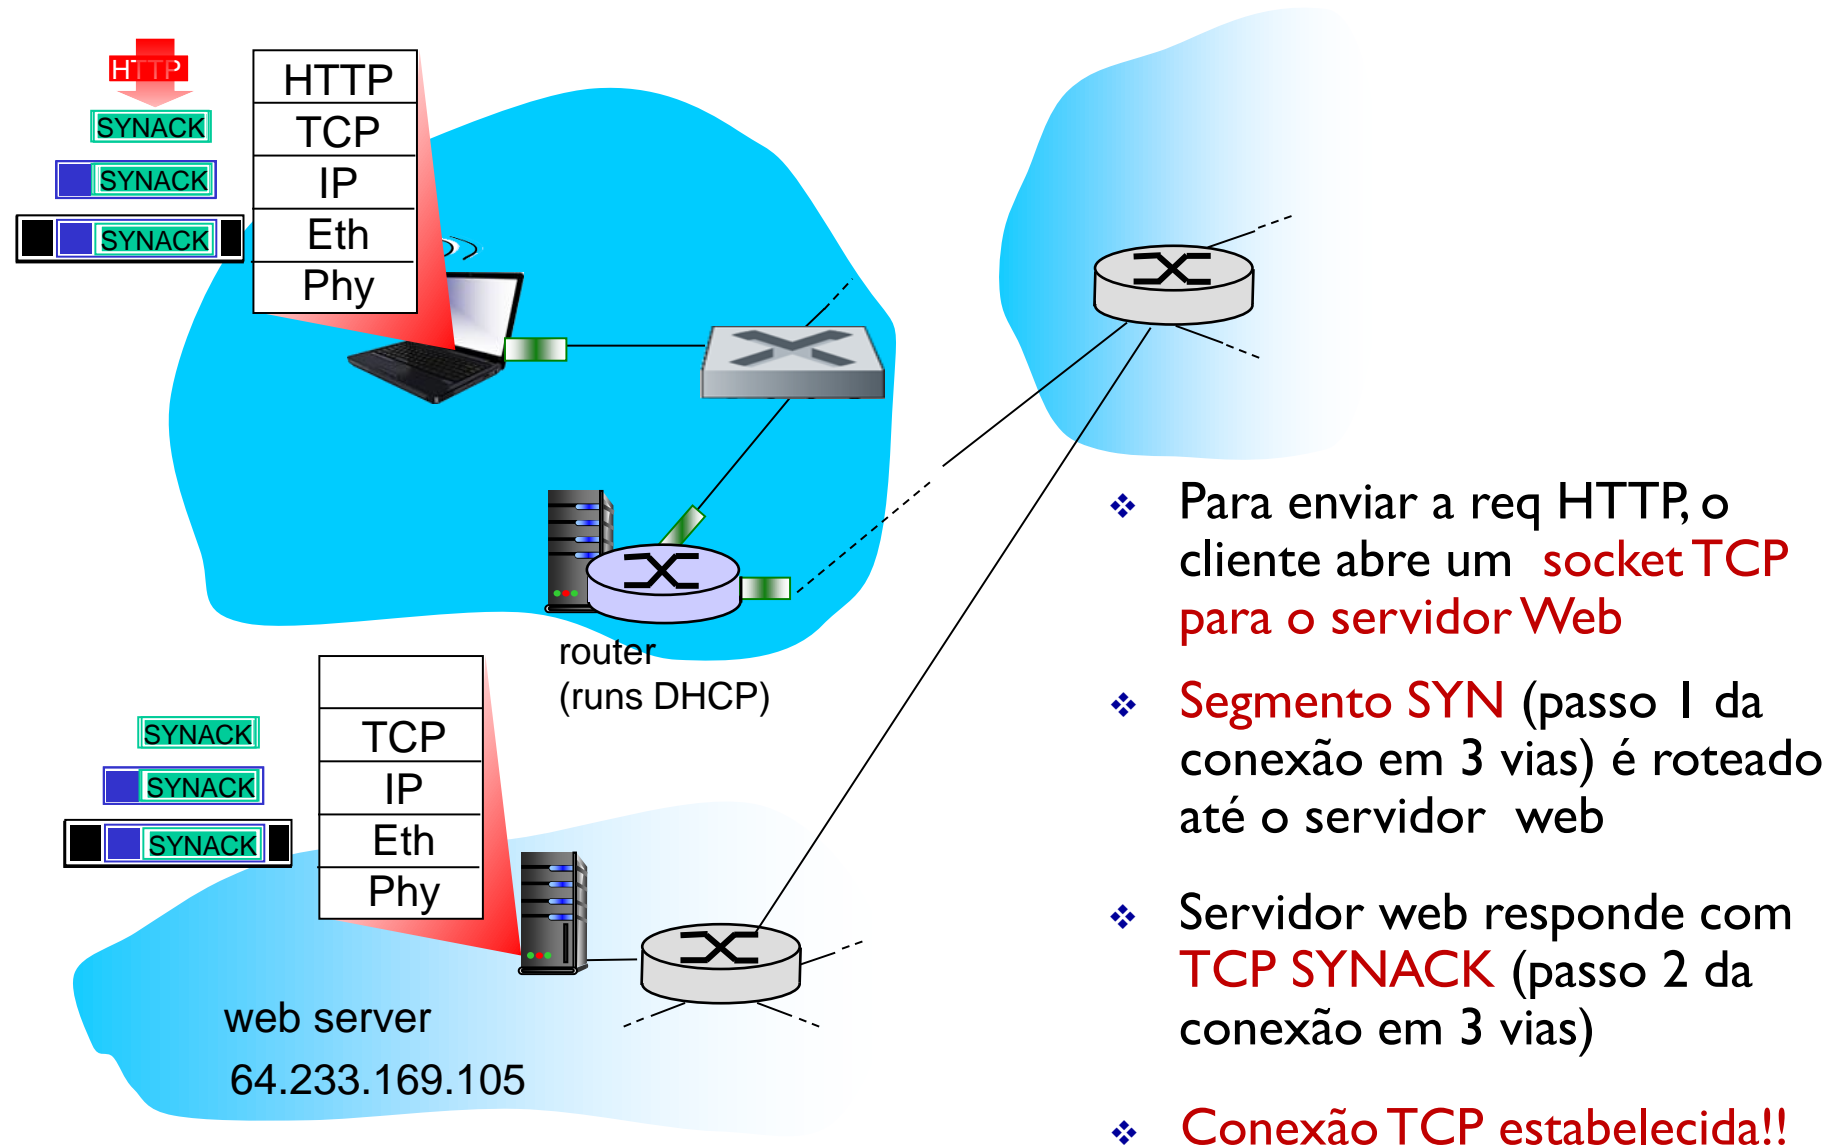 HTTP
SYNACK
SYNACK
SYNACK
HTTP
TCP
IP
Eth
Phy
router
(runs DHCP)
SYNACK
SYNACK
SYNACK
TCP
IP
Eth
Phy
web server
64.233.169.105
Para enviar a req HTTP, o
cliente abre um socket TCP
para o servidor Web
Segmento SYN (passo 1 da
conexão em 3 vias) é roteado
até o servidor web
Servidor web responde com
TCP SYNACK (passo 2 da
conexão em 3 vias)
Conexão TCP estabelecida!!